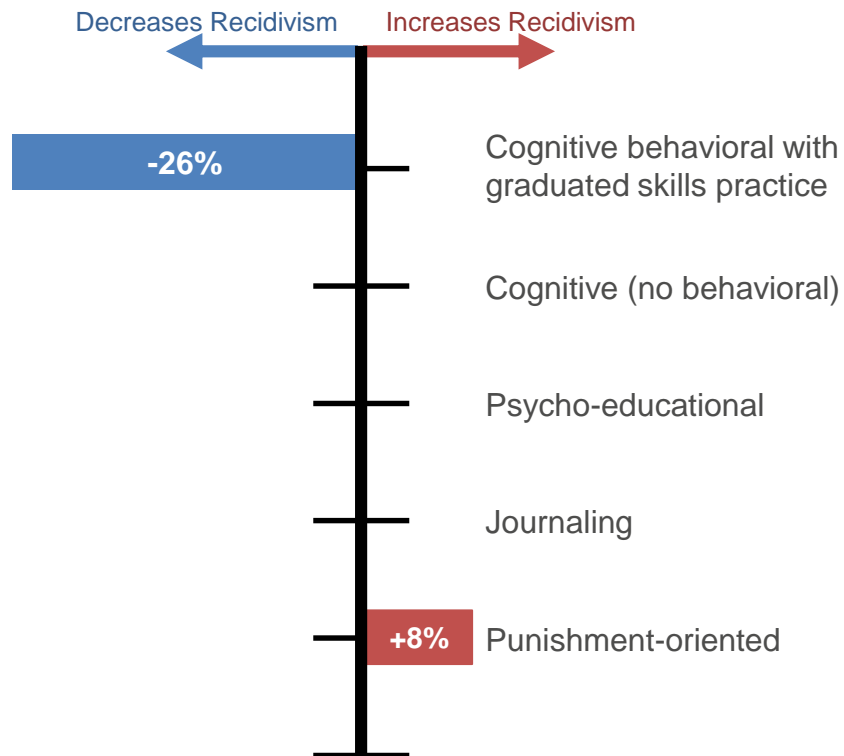 Decreases Recidivism
Increases Recidivism
-26%
Cognitive behavioral with
graduated skills practice
Cognitive (no behavioral)
Psycho-educational
Journaling
+8%
Punishment-oriented